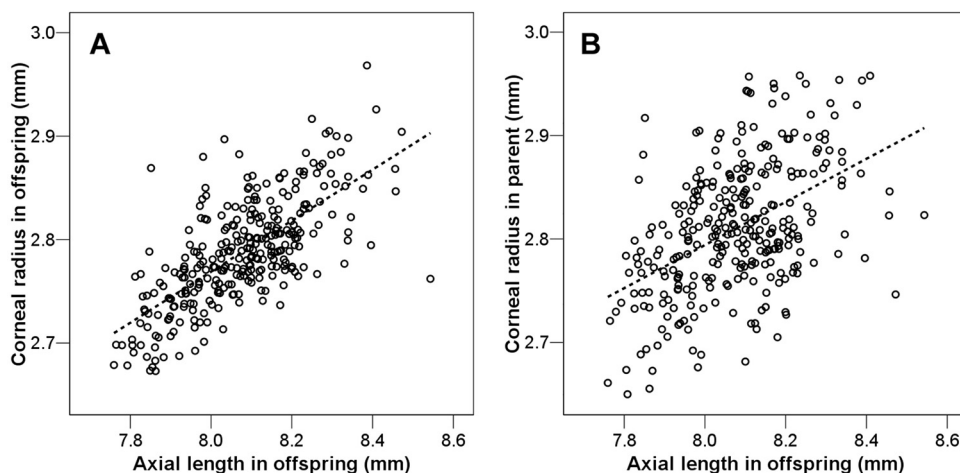 A
Corneal radius in offspring (mm)
3.0
2.9
2.8
2.7
7.8 8.0 8.2 8.4 8.6
Axial length in offspring (mm)
B
Corneal radius in parent (mm)
3.0
2.9
2.8
2.7
7.8 8.0 8.2 8.4 8.6
Axial length in offspring (mm)